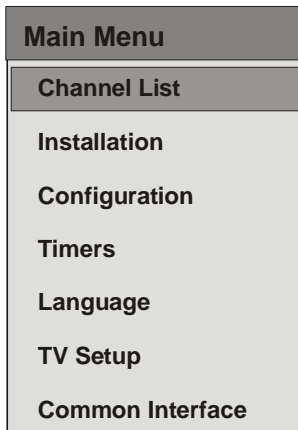 Main Menu
Channel List
Installation
Configuration
Timers
Language
TV Setup
Common Interface